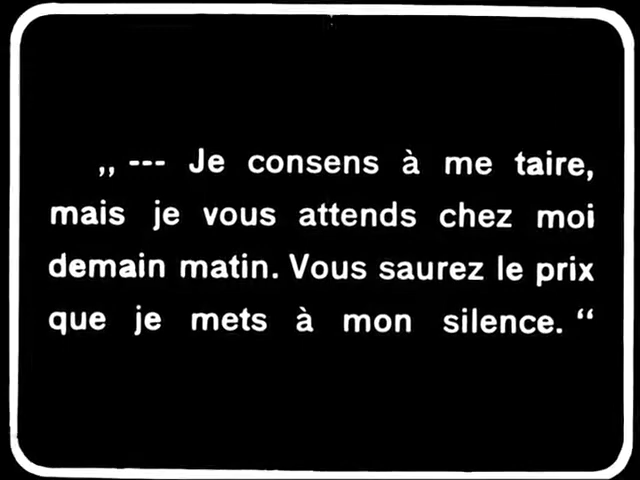 ,, --- Je consens à me taire,
mais je vous attends chez moi
demain matin. Vous saurez le prix
que je mets à mon silence. “